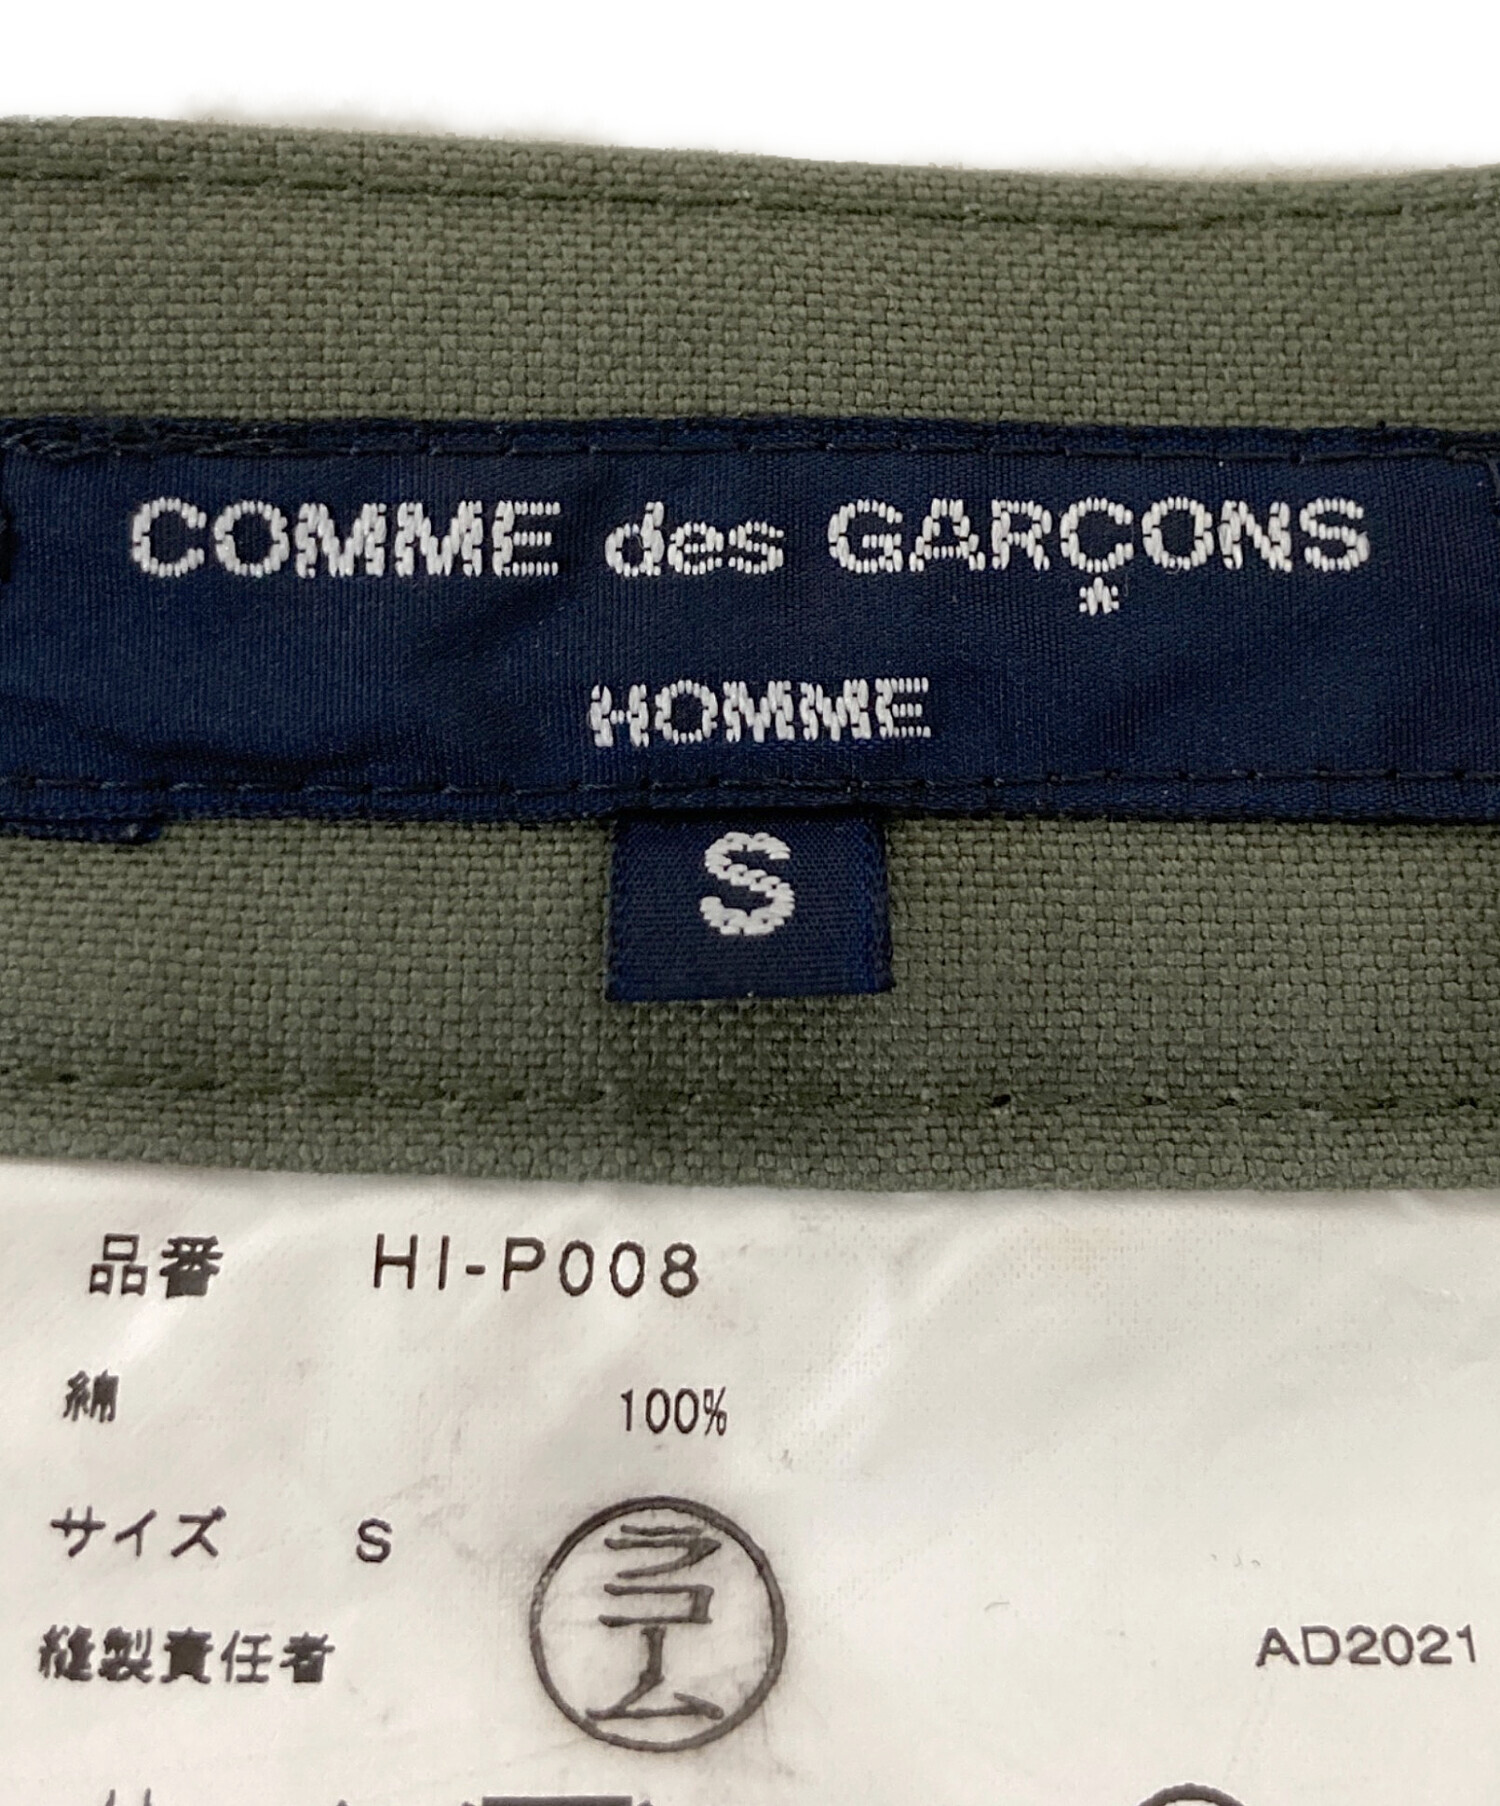 COMME des GARÇONS
HOMME
S
品番 HI-P008
綿 100%
サイズ S
ラコーム
縫製責任者
AD2021